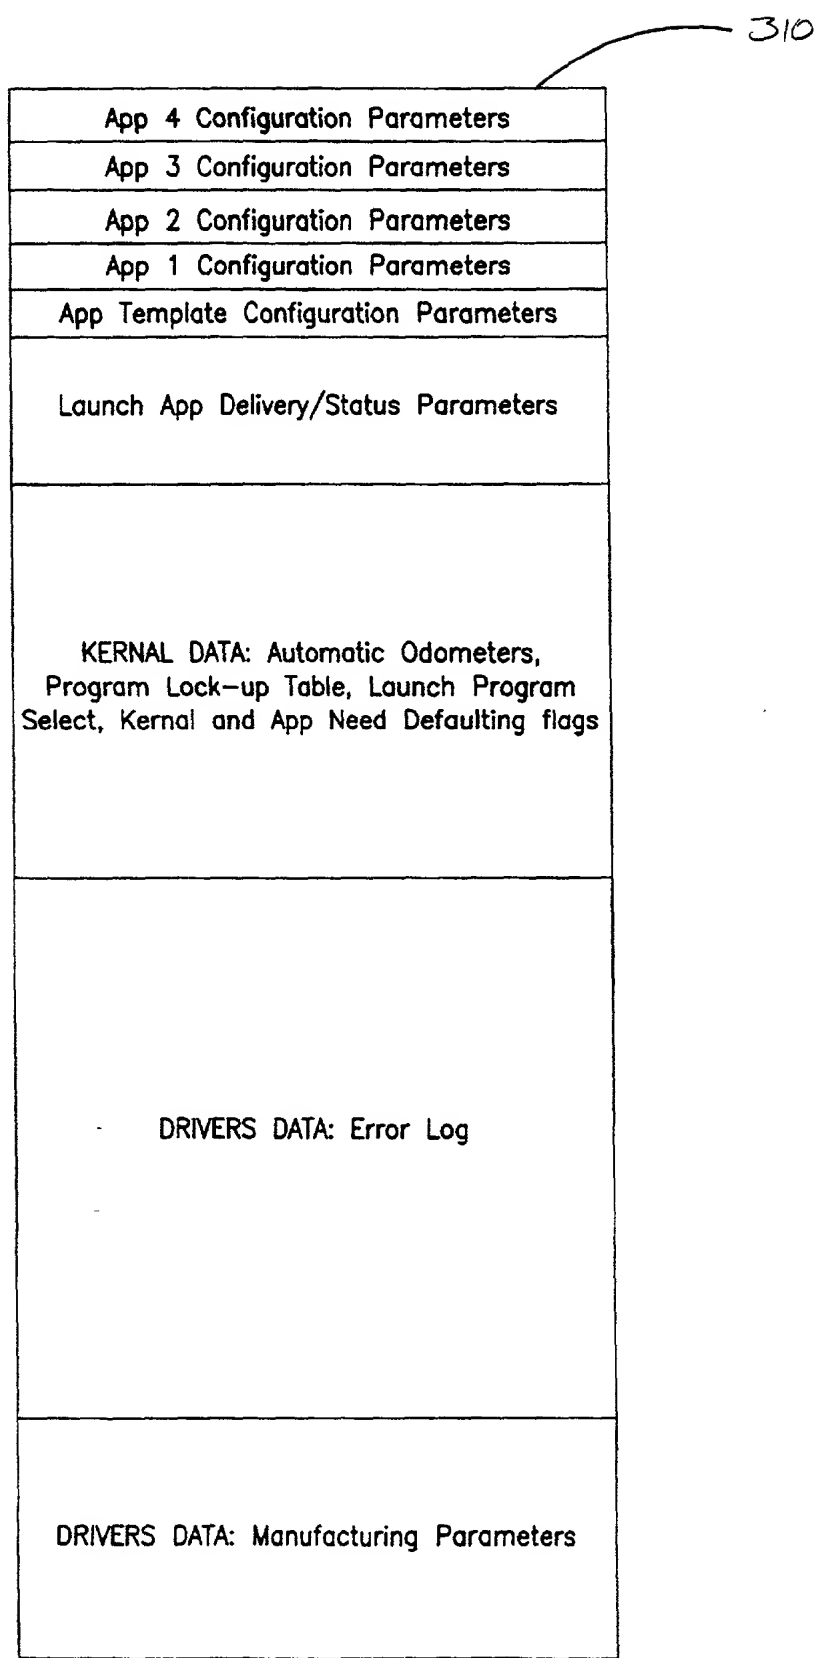 310
App 4 Configuration Parameters
App 3 Configuration Parameters
App 2 Configuration Parameters
App 1 Configuration Parameters
App Template Configuration Parameters
Launch App Delivery/Status Parameters
KERNAL DATA: Automatic Odometers,
Program Lock-up Table, Launch Program
Select, Kernal and App Need Defaulting flags
DRIVERS DATA: Error Log
DRIVERS DATA: Manufacturing Parameters